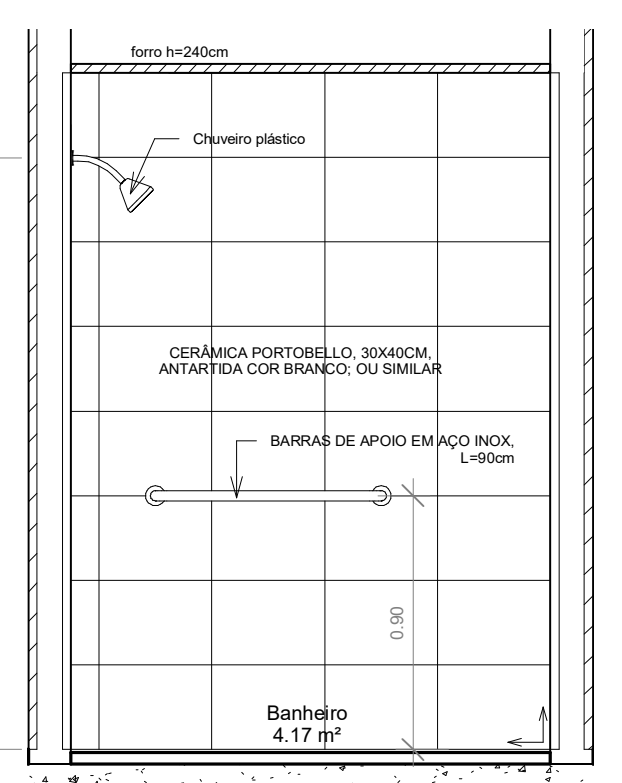 forro h=240cm
Chuveiro plástico
CERÂMICA PORTOBELLO, 30X40CM,
ANTARTIDA COR BRANCO; OU SIMILAR
BARRAS DE APOIO EM AÇO INOX,
L=90cm
0.90
Banheiro
4.17 m²